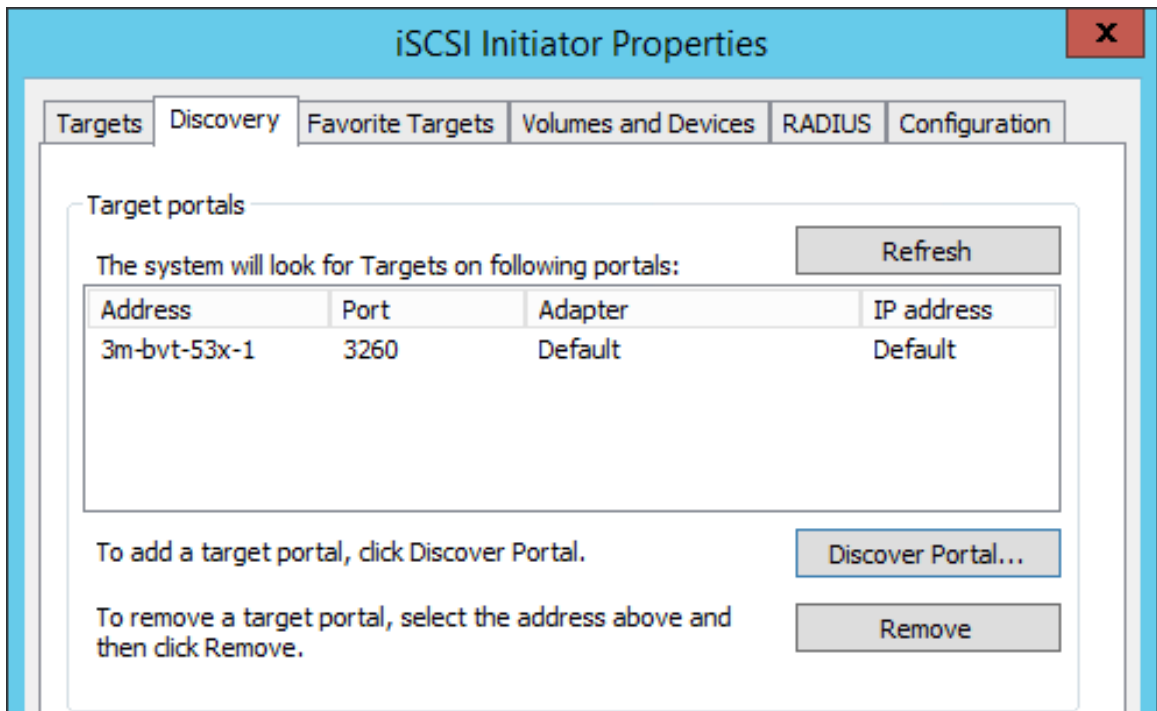 iSCSI Initiator Properties
x
Targets Discovery Favorite Targets Volumes and Devices RADIUS Configuration
Target portals
Refresh
The system will look for Targets on following portals:
Address Port Adapter IP address
3m-bvt-53x-1 3260 Default Default
To add a target portal, click Discover Portal. Discover Portal...
To remove a target portal, select the address above and
then click Remove.
Remove